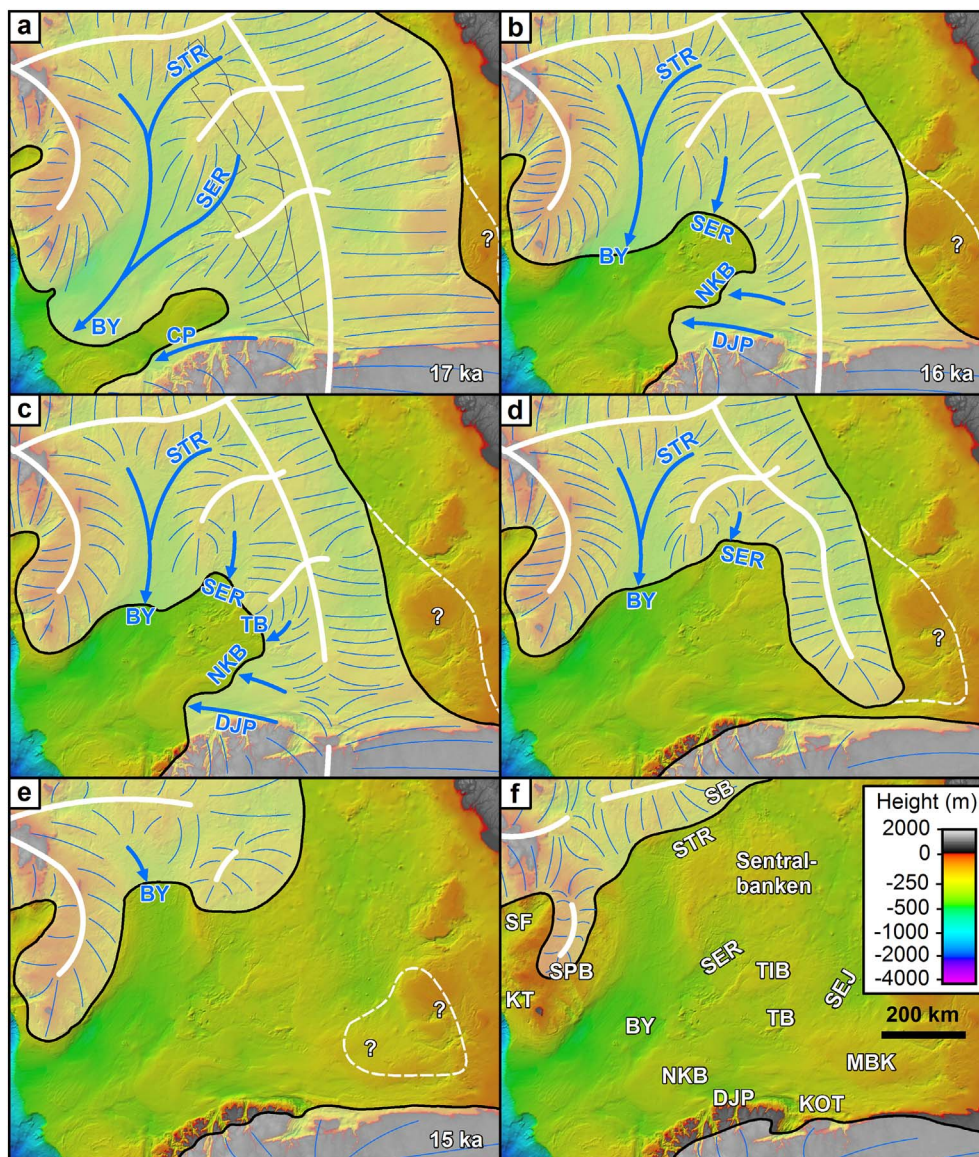 a
STR
SER
BY
CP
17 ka
b
STR
SER
BY
NKB
DJP
?
16 ka
?
c
STR
SER
BY
TB
NKB
DJP
?
d
STR
SER
BY
?
e
BY
?
?
15 ka
f
SB
STR
Sentral-
banken
SF
SPB
KT
SER
TIB
SEJ
BY
TB
NKB
MBK
DJP
KOT
Height (m)
2000
0
-250
-500
-1000
-2000
-4000
200 km